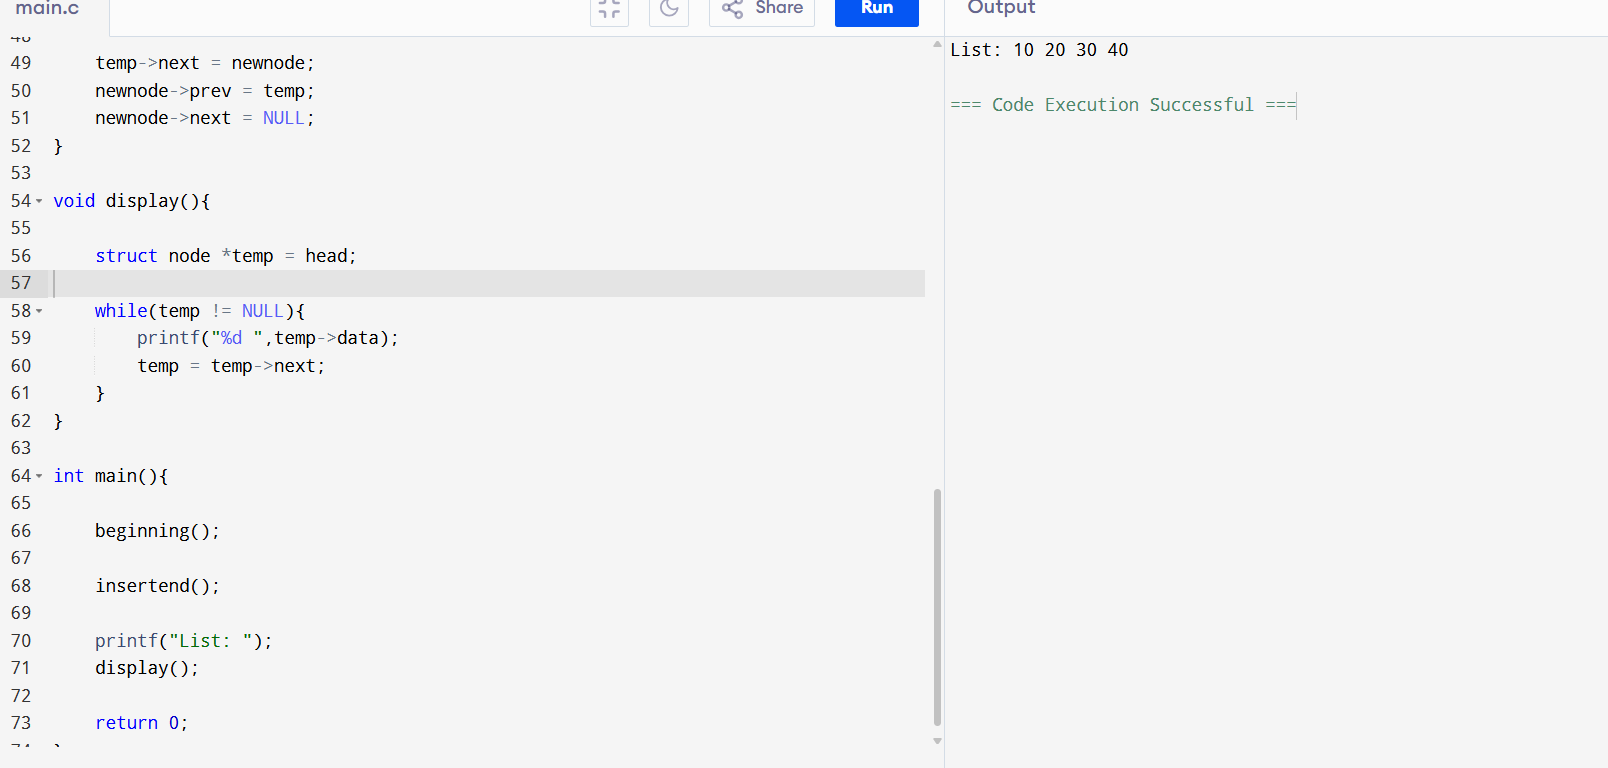 main.c
Share
Run
Output
48
49 temp->next = newnode;
50 newnode->prev = temp;
51 newnode->next = NULL;
52 }
53
54 void display(){
55
56 struct node *temp = head;
57
58 while(temp != NULL){
59 printf("%d ",temp->data);
60 temp = temp->next;
61 }
62 }
63
64 int main(){
65
66 beginning();
67
68 insertend();
69
70 printf("List: ");
71 display();
72
73 return 0;
74 }
List: 10 20 30 40
=== Code Execution Successful ===